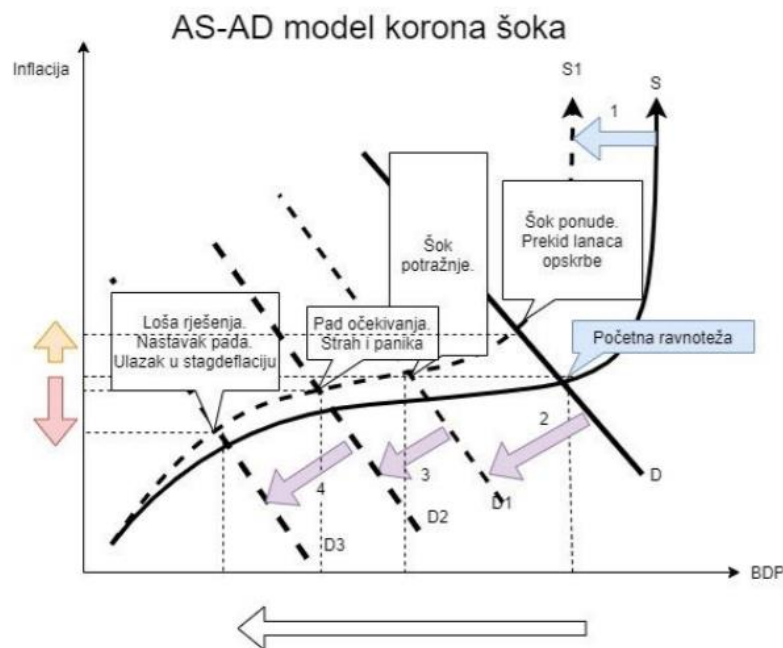 AS-AD model korona šoka
Inflacija
S1
S
1
Šok ponude.
Prekid lanaca
opskrbe
Šok
potražnje.
Loša rješenja.
Nastavak pada.
Ulazak u stagdeflaciju
Pad očekivanja.
Strah i panika
Početna ravnoteža
2
3
4
D
D1
D2
D3
BDP